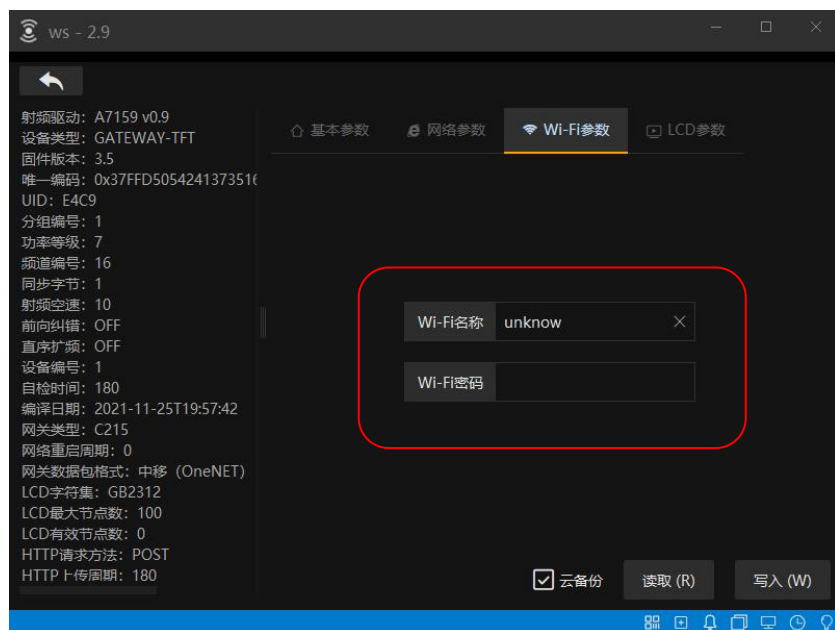 ws - 2.9
射频驱动：A7159 v0.9
设备类型：GATEWAY-TFT
固件版本：3.5
唯一编码：0x37FFD5054241373516
UID：E4C9
分组编号：1
功率等级：7
频道编号：16
同步字节：1
射频空速：10
前向纠错：OFF
直序扩频：OFF
设备编号：1
自检时间：180
编译日期：2021-11-25T19:57:42
网关类型：C215
网络重启周期：0
网关数据包格式：中移（OneNET）
LCD字符集：GB2312
LCD最大节点数：100
LCD有效节点数：0
HTTP请求方法：POST
HTTP上传周期：180
基本参数 网络参数 Wi-Fi参数 LCD参数
Wi-Fi名称 unknow
Wi-Fi密码
云备份 读取 (R) 写入 (W)